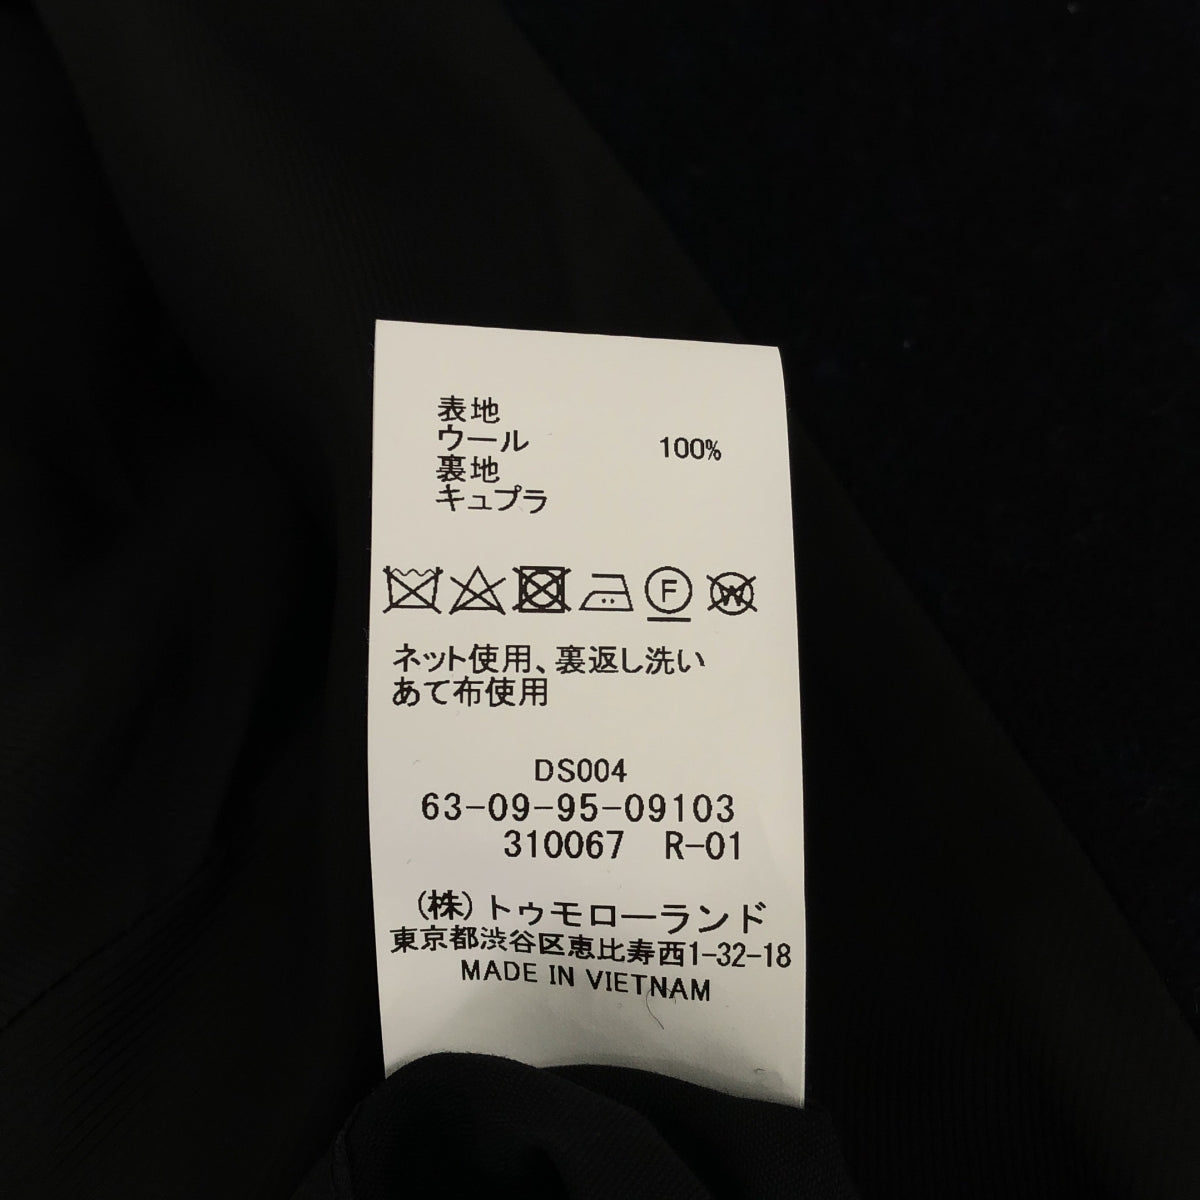 表地
ウール 100%
裏地
キュプラ
F W
ネット使用、裏返し洗い
あて布使用
DS004
63-09-95-09103
310067 R-01
(株)トゥモローランド
東京都渋谷区恵比寿西1-32-18
MADE IN VIETNAM